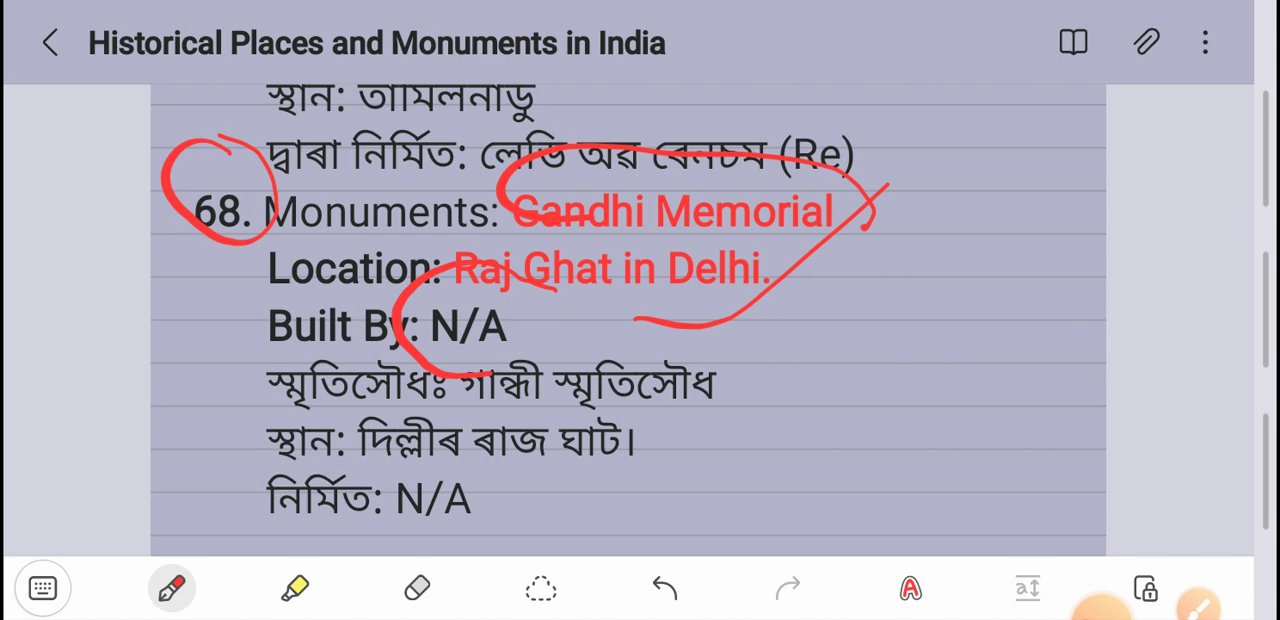 Historical Places and Monuments in India
স্থান: তামিলনাডু
দ্বাৰা নিৰ্মিত: লেডি অৱ বেনচম (Re)
68. Monuments: Gandhi Memorial
Location: Raj Ghat in Delhi.
Built By: N/A
স্মৃতিসৌধঃ গান্ধী স্মৃতিসৌধ
স্থান: দিল্লীৰ ৰাজ ঘাট।
নিৰ্মিত: N/A